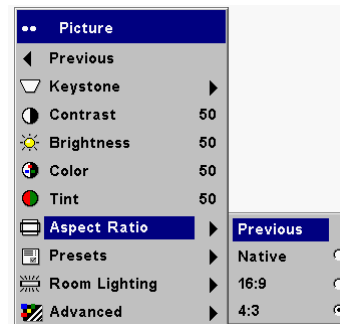 Picture
Previous
Keystone
Contrast 50
Brightness 50
Color 50
Tint 50
Aspect Ratio
Presets
Room Lighting
Advanced
Previous
Native
16:9
4:3